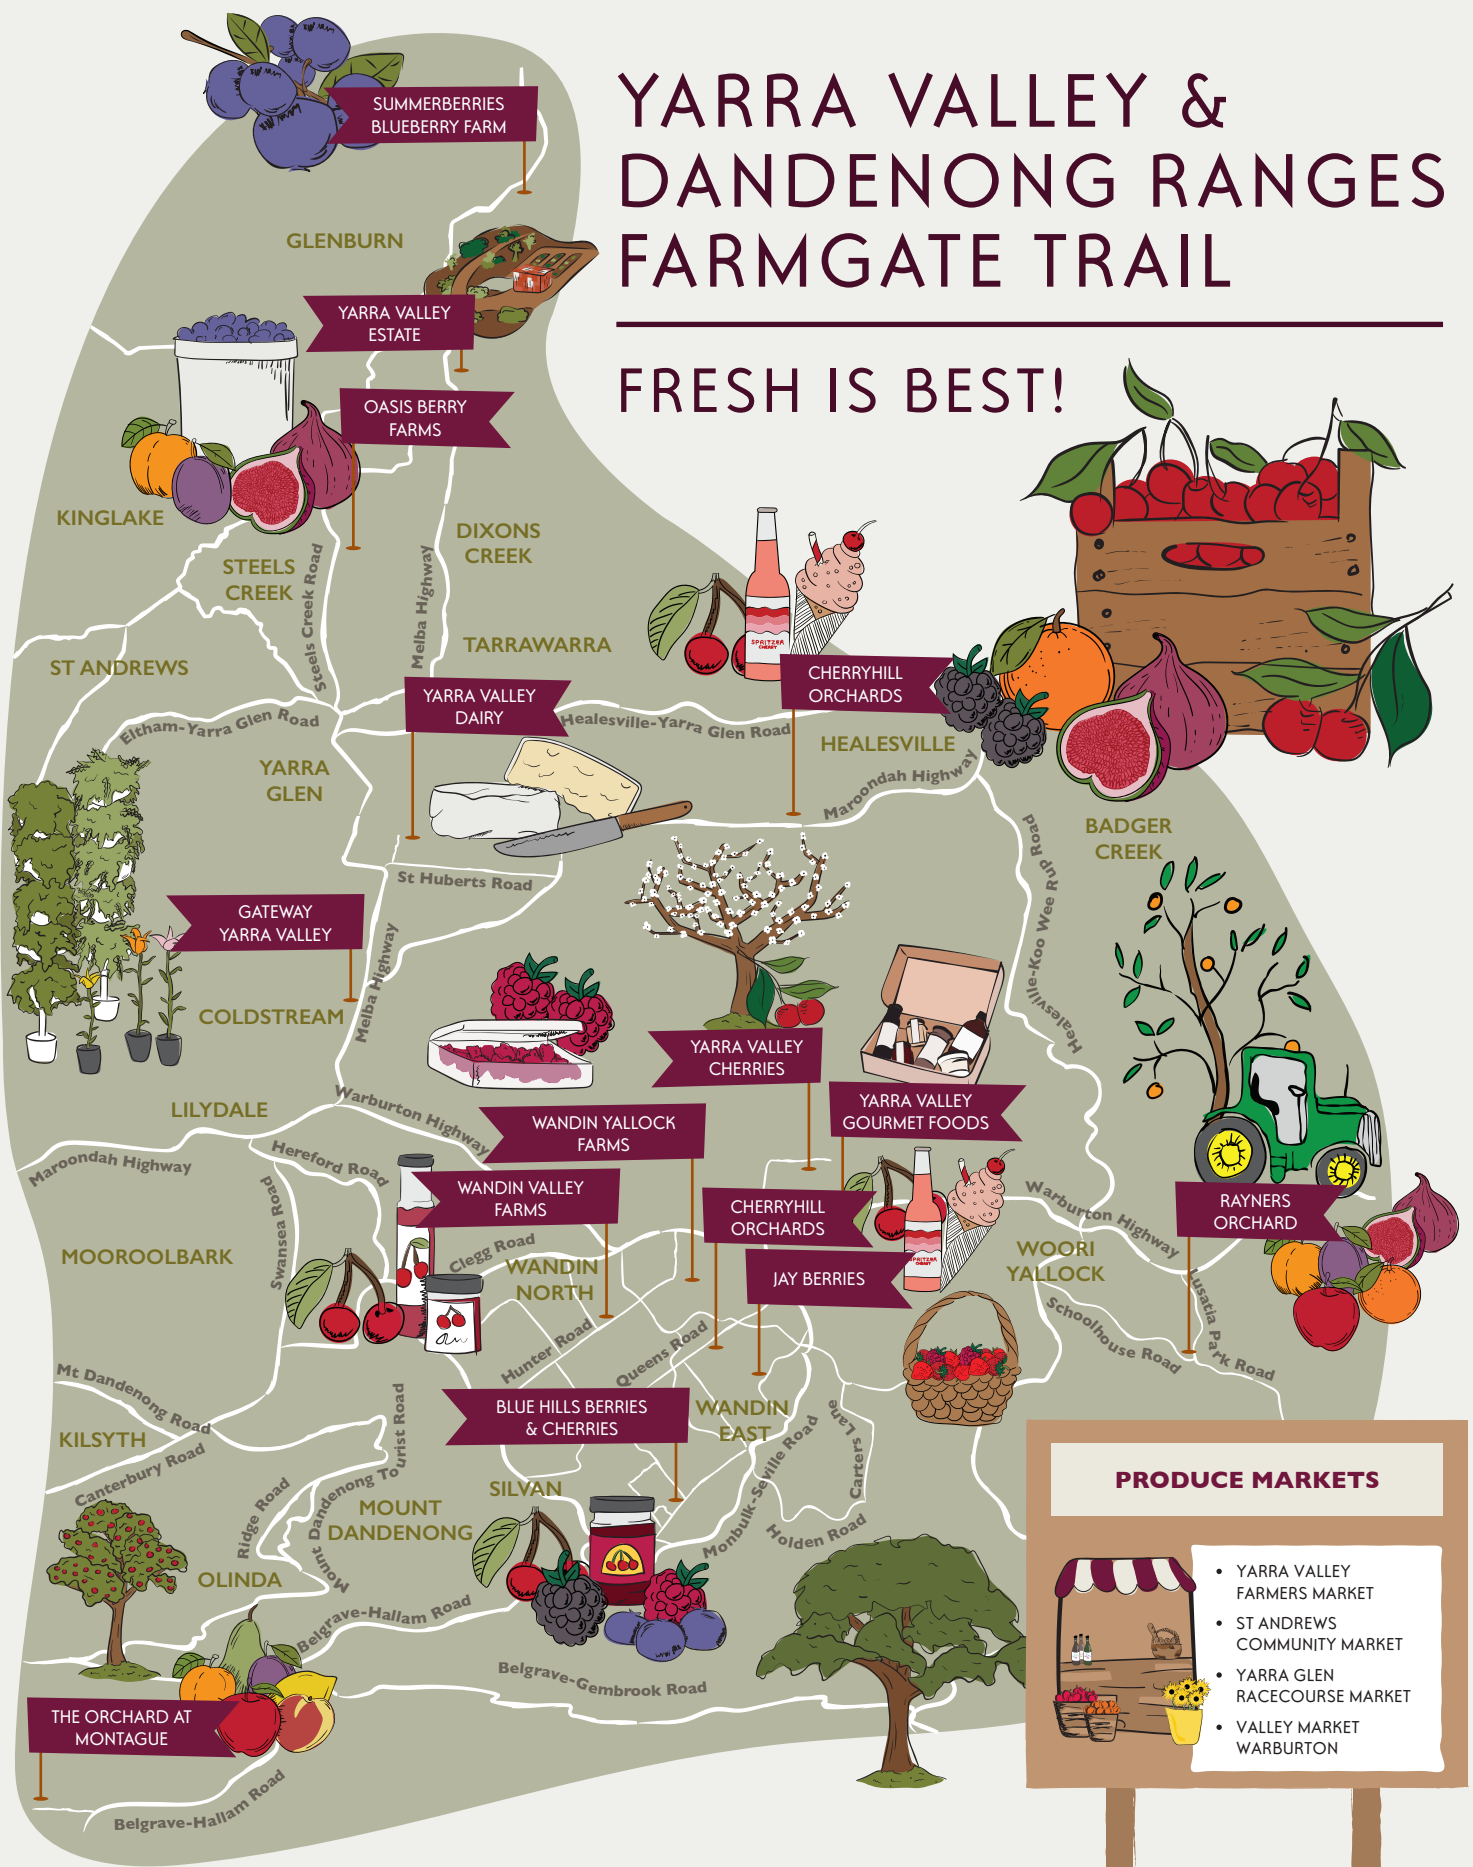 YARRA VALLEY &
DANDENONG RANGES
FARMGATE TRAIL
FRESH IS BEST!
SUMMERBERRIES
BLUEBERRY FARM
GLENBURN
YARRA VALLEY
ESTATE
OASIS BERRY
FARMS
KINGLAKE
DIXONS
CREEK
STEELS
CREEK
Steels Creek Road
Melba Highway
TARRAWARRA
ST ANDREWS
SPRITZER
CHERRY
CHERRYHILL
ORCHARDS
YARRA VALLEY
DAIRY
Eltham-Yarra Glen Road
Healesville-Yarra Glen Road
HEALESVILLE
YARRA
GLEN
Maroondah Highway
BADGER
CREEK
St Huberts Road
Healesville-Koo Wee Rup Road
GATEWAY
YARRA VALLEY
Melba Highway
COLDSTREAM
YARRA VALLEY
CHERRIES
YARRA VALLEY
GOURMET FOODS
LILYDALE
Warburton Highway
WANDIN YALLOCK
FARMS
Maroondah Highway
Hereford Road
Swansea Road
WANDIN VALLEY
FARMS
CHERRYHILL
ORCHARDS
Warburton Highway
RAYNERS
ORCHARD
SPRITZER
CHERRY
MOOROOLBARK
Clegg Road
WANDIN
NORTH
JAY BERRIES
WOORI
YALLOCK
Lusatia Park Road
Schoolhouse Road
Hunter Road
Queens Road
Mt Dandenong Road
BLUE HILLS BERRIES
& CHERRIES
WANDIN
EAST
KILSYTH
Canterbury Road
Mount Dandenong Tourist Road
Monbulk-Seville Road
Carters Lane
SILVAN
MOUNT
DANDENONG
Ridge Road
Holden Road
OLINDA
Belgrave-Hallam Road
Belgrave-Gembrook Road
THE ORCHARD AT
MONTAGUE
Belgrave-Hallam Road
PRODUCE MARKETS
• YARRA VALLEY
FARMERS MARKET
• ST ANDREWS
COMMUNITY MARKET
• YARRA GLEN
RACECOURSE MARKET
• VALLEY MARKET
WARBURTON